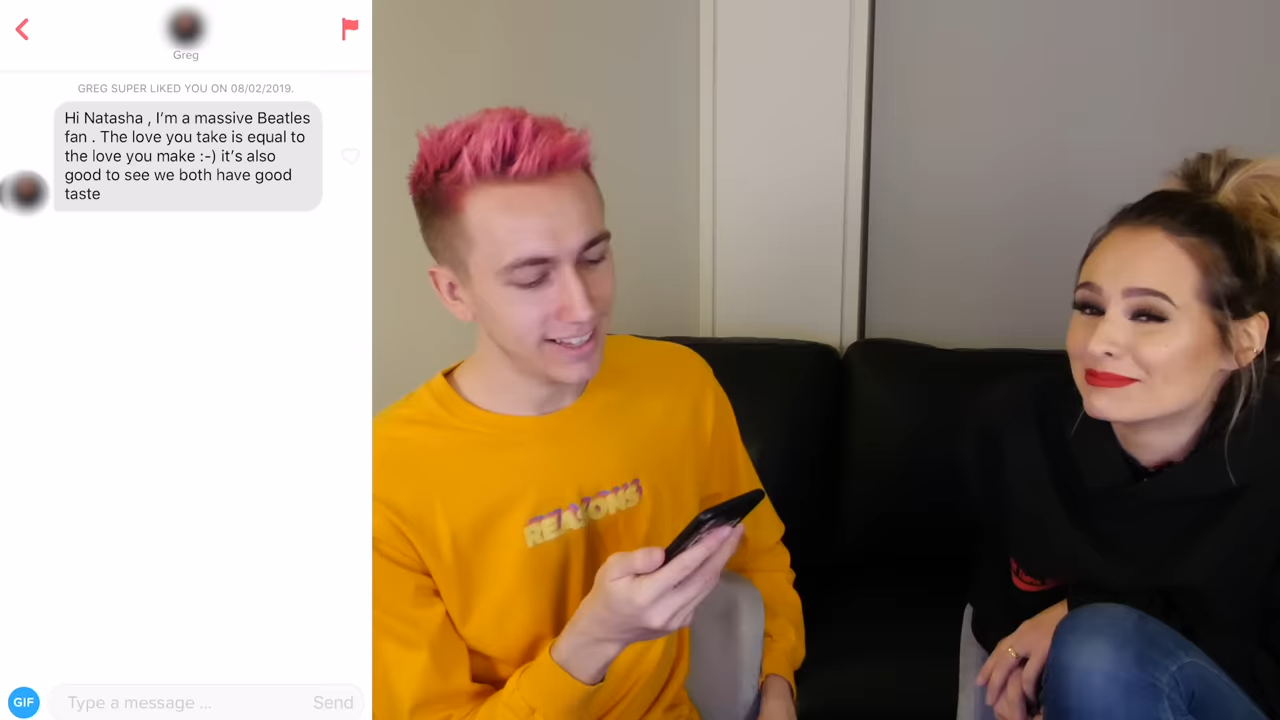 Greg
GREG SUPER LIKED YOU ON 08/02/2019.
Hi Natasha , I'm a massive Beatles
fan . The love you take is equal to
the love you make :-) it's also
good to see we both have good
taste
GIF
Type a message ...
Send
REASONS